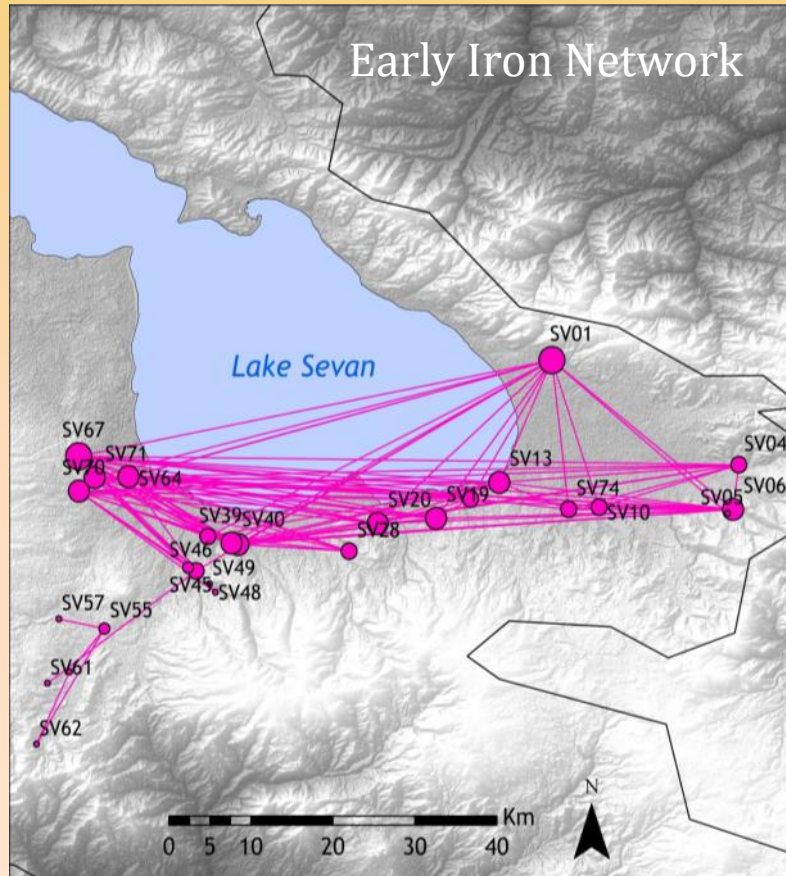 Early Iron Network
SV01
Lake Sevan
SV67
SV71
SV70
SV64
SV13
SV04
SV20
SV19
SV74
SV05
SV06
SV10
SV39
SV40
SV28
SV46
SV49
SV45
SV48
SV57
SV55
SV61
SV62
N
Km
0 5 10 20 30 40